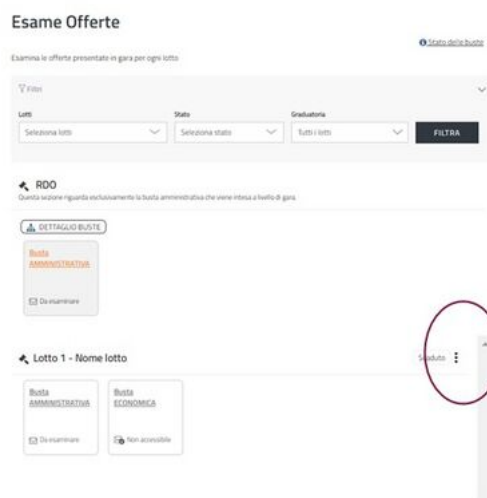 Esame Offerte
Stato delle buste
Esamina le offerte presentate in gara per ogni lotto
Filtri
Lotti
Stato
Graduatoria
Seleziona lotti
Seleziona stato
Tutti i lotti
FILTRA
RDO
Questa sezione riguarda esclusivamente la busta amministrativa che viene intesa a livello di gara.
DETTAGLIO BUSTE
Busta
AMMINISTRATIVA
Da esaminare
Lotto 1 - Nome lotto
Scaduto
Busta
AMMINISTRATIVA
Da esaminare
Busta
ECONOMICA
Non accessibile